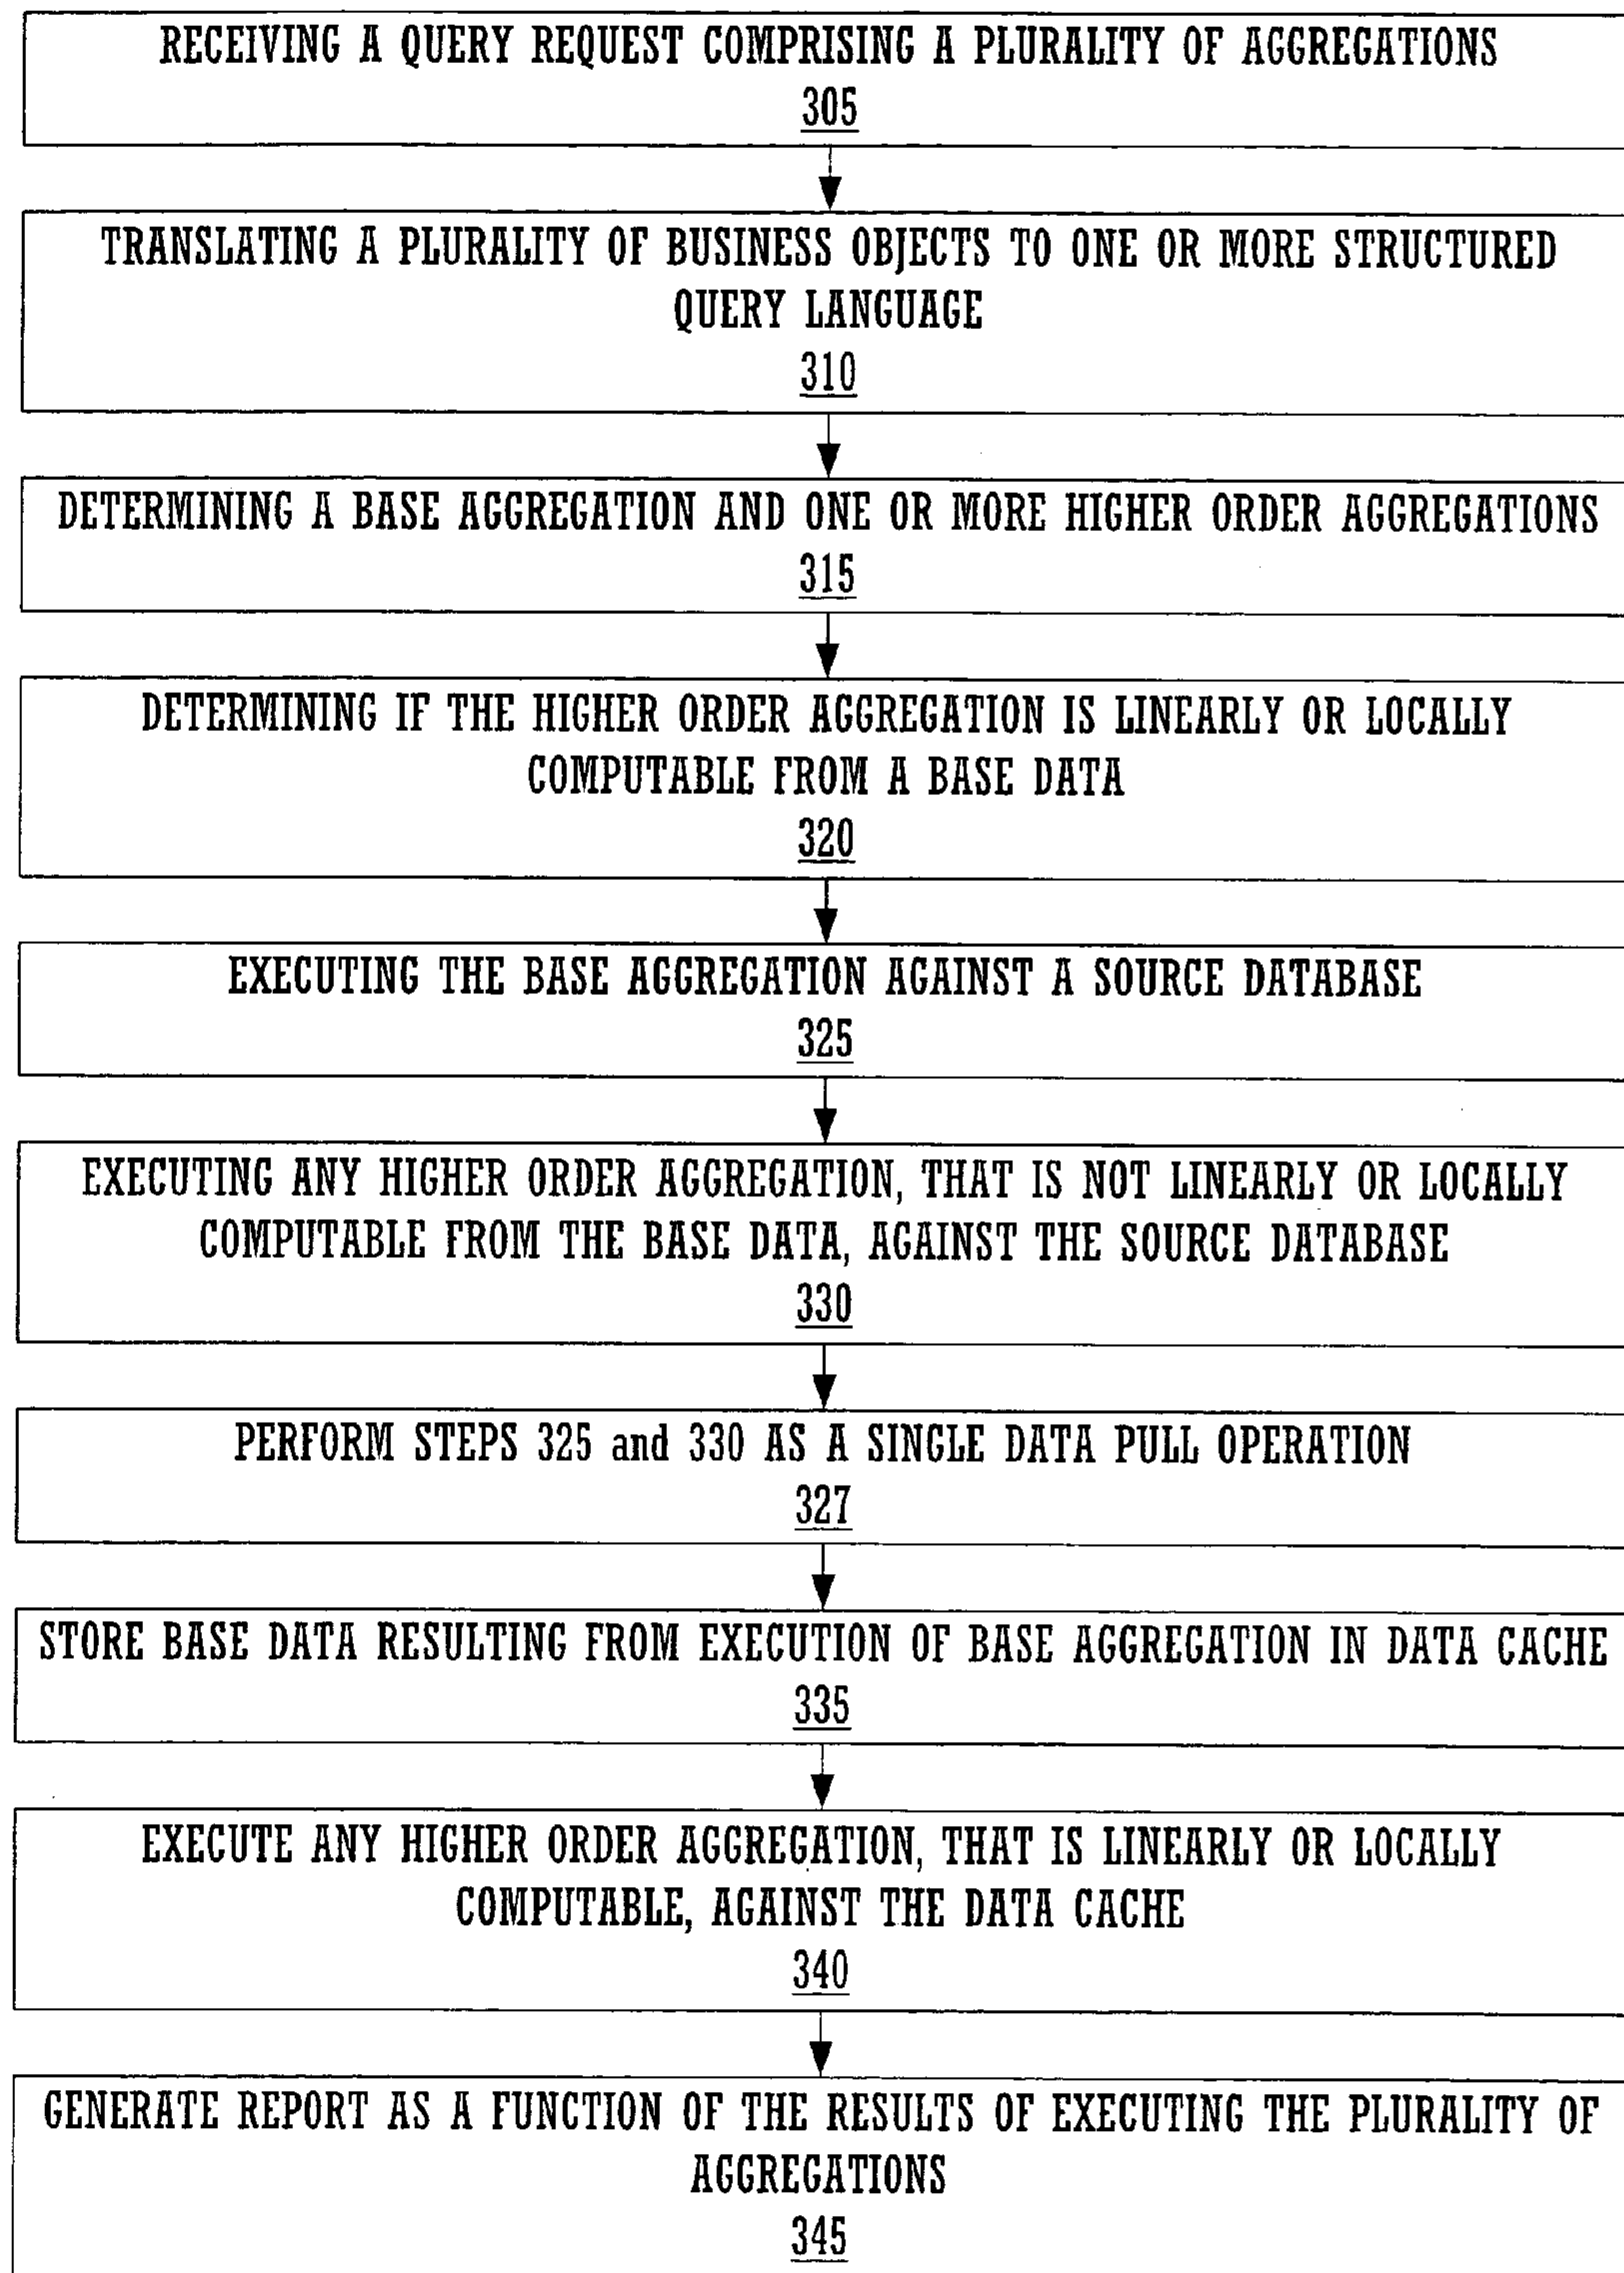 RECEIVING A QUERY REQUEST COMPRISING A PLURALITY OF AGGREGATIONS
305
TRANSLATING A PLURALITY OF BUSINESS OBJECTS TO ONE OR MORE STRUCTURED
QUERY LANGUAGE
310
DETERMINING A BASE AGGREGATION AND ONE OR MORE HIGHER ORDER AGGREGATIONS
315
DETERMINING IF THE HIGHER ORDER AGGREGATION IS LINEARLY OR LOCALLY
COMPUTABLE FROM A BASE DATA
320
EXECUTING THE BASE AGGREGATION AGAINST A SOURCE DATABASE
325
EXECUTING ANY HIGHER ORDER AGGREGATION, THAT IS NOT LINEARLY OR LOCALLY
COMPUTABLE FROM THE BASE DATA, AGAINST THE SOURCE DATABASE
330
PERFORM STEPS 325 and 330 AS A SINGLE DATA PULL OPERATION
327
STORE BASE DATA RESULTING FROM EXECUTION OF BASE AGGREGATION IN DATA CACHE
335
EXECUTE ANY HIGHER ORDER AGGREGATION, THAT IS LINEARLY OR LOCALLY
COMPUTABLE, AGAINST THE DATA CACHE
340
GENERATE REPORT AS A FUNCTION OF THE RESULTS OF EXECUTING THE PLURALITY OF
AGGREGATIONS
345